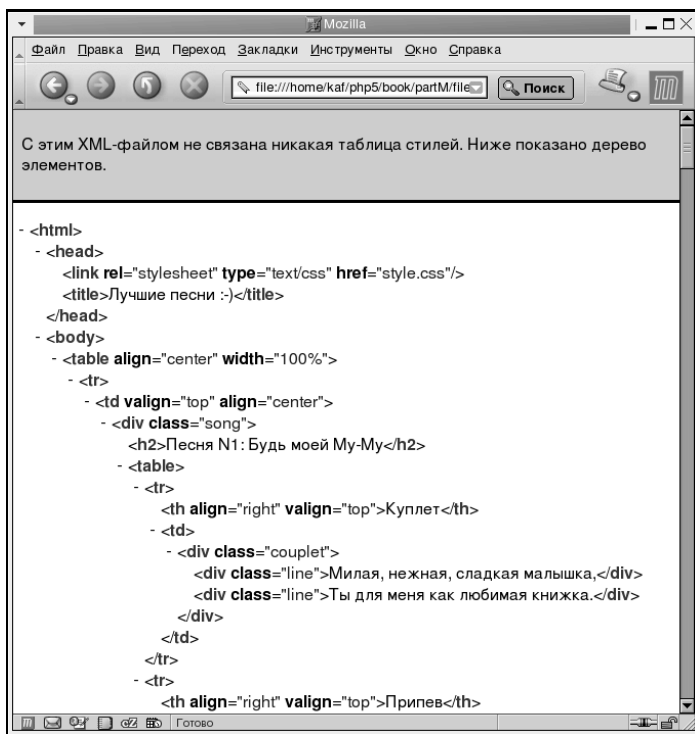 Mozilla
Файл Правка Вид Переход Закладки Инструменты Окно Справка
file:///home/kaf/php5/book/partM/file Поиск
С этим XML-файлом не связана никакая таблица стилей. Ниже показано дерево
элементов.
- <html>
- <head>
<link rel="stylesheet" type="text/css" href="style.css"/>
<title>Лучшие песни :-)</title>
</head>
- <body>
- <table align="center" width="100%">
- <tr>
- <td valign="top" align="center">
- <div class="song">
<h2>Песня N1: Будь моей Му-Му</h2>
- <table>
- <tr>
<th align="right" valign="top">Куплет</th>
- <td>
- <div class="couplet">
<div class="line">Милая, нежная, сладкая малышка,</div>
<div class="line">Ты для меня как любимая книжка.</div>
</div>
</td>
</tr>
- <tr>
<th align="right" valign="top">Припев</th>
Готово